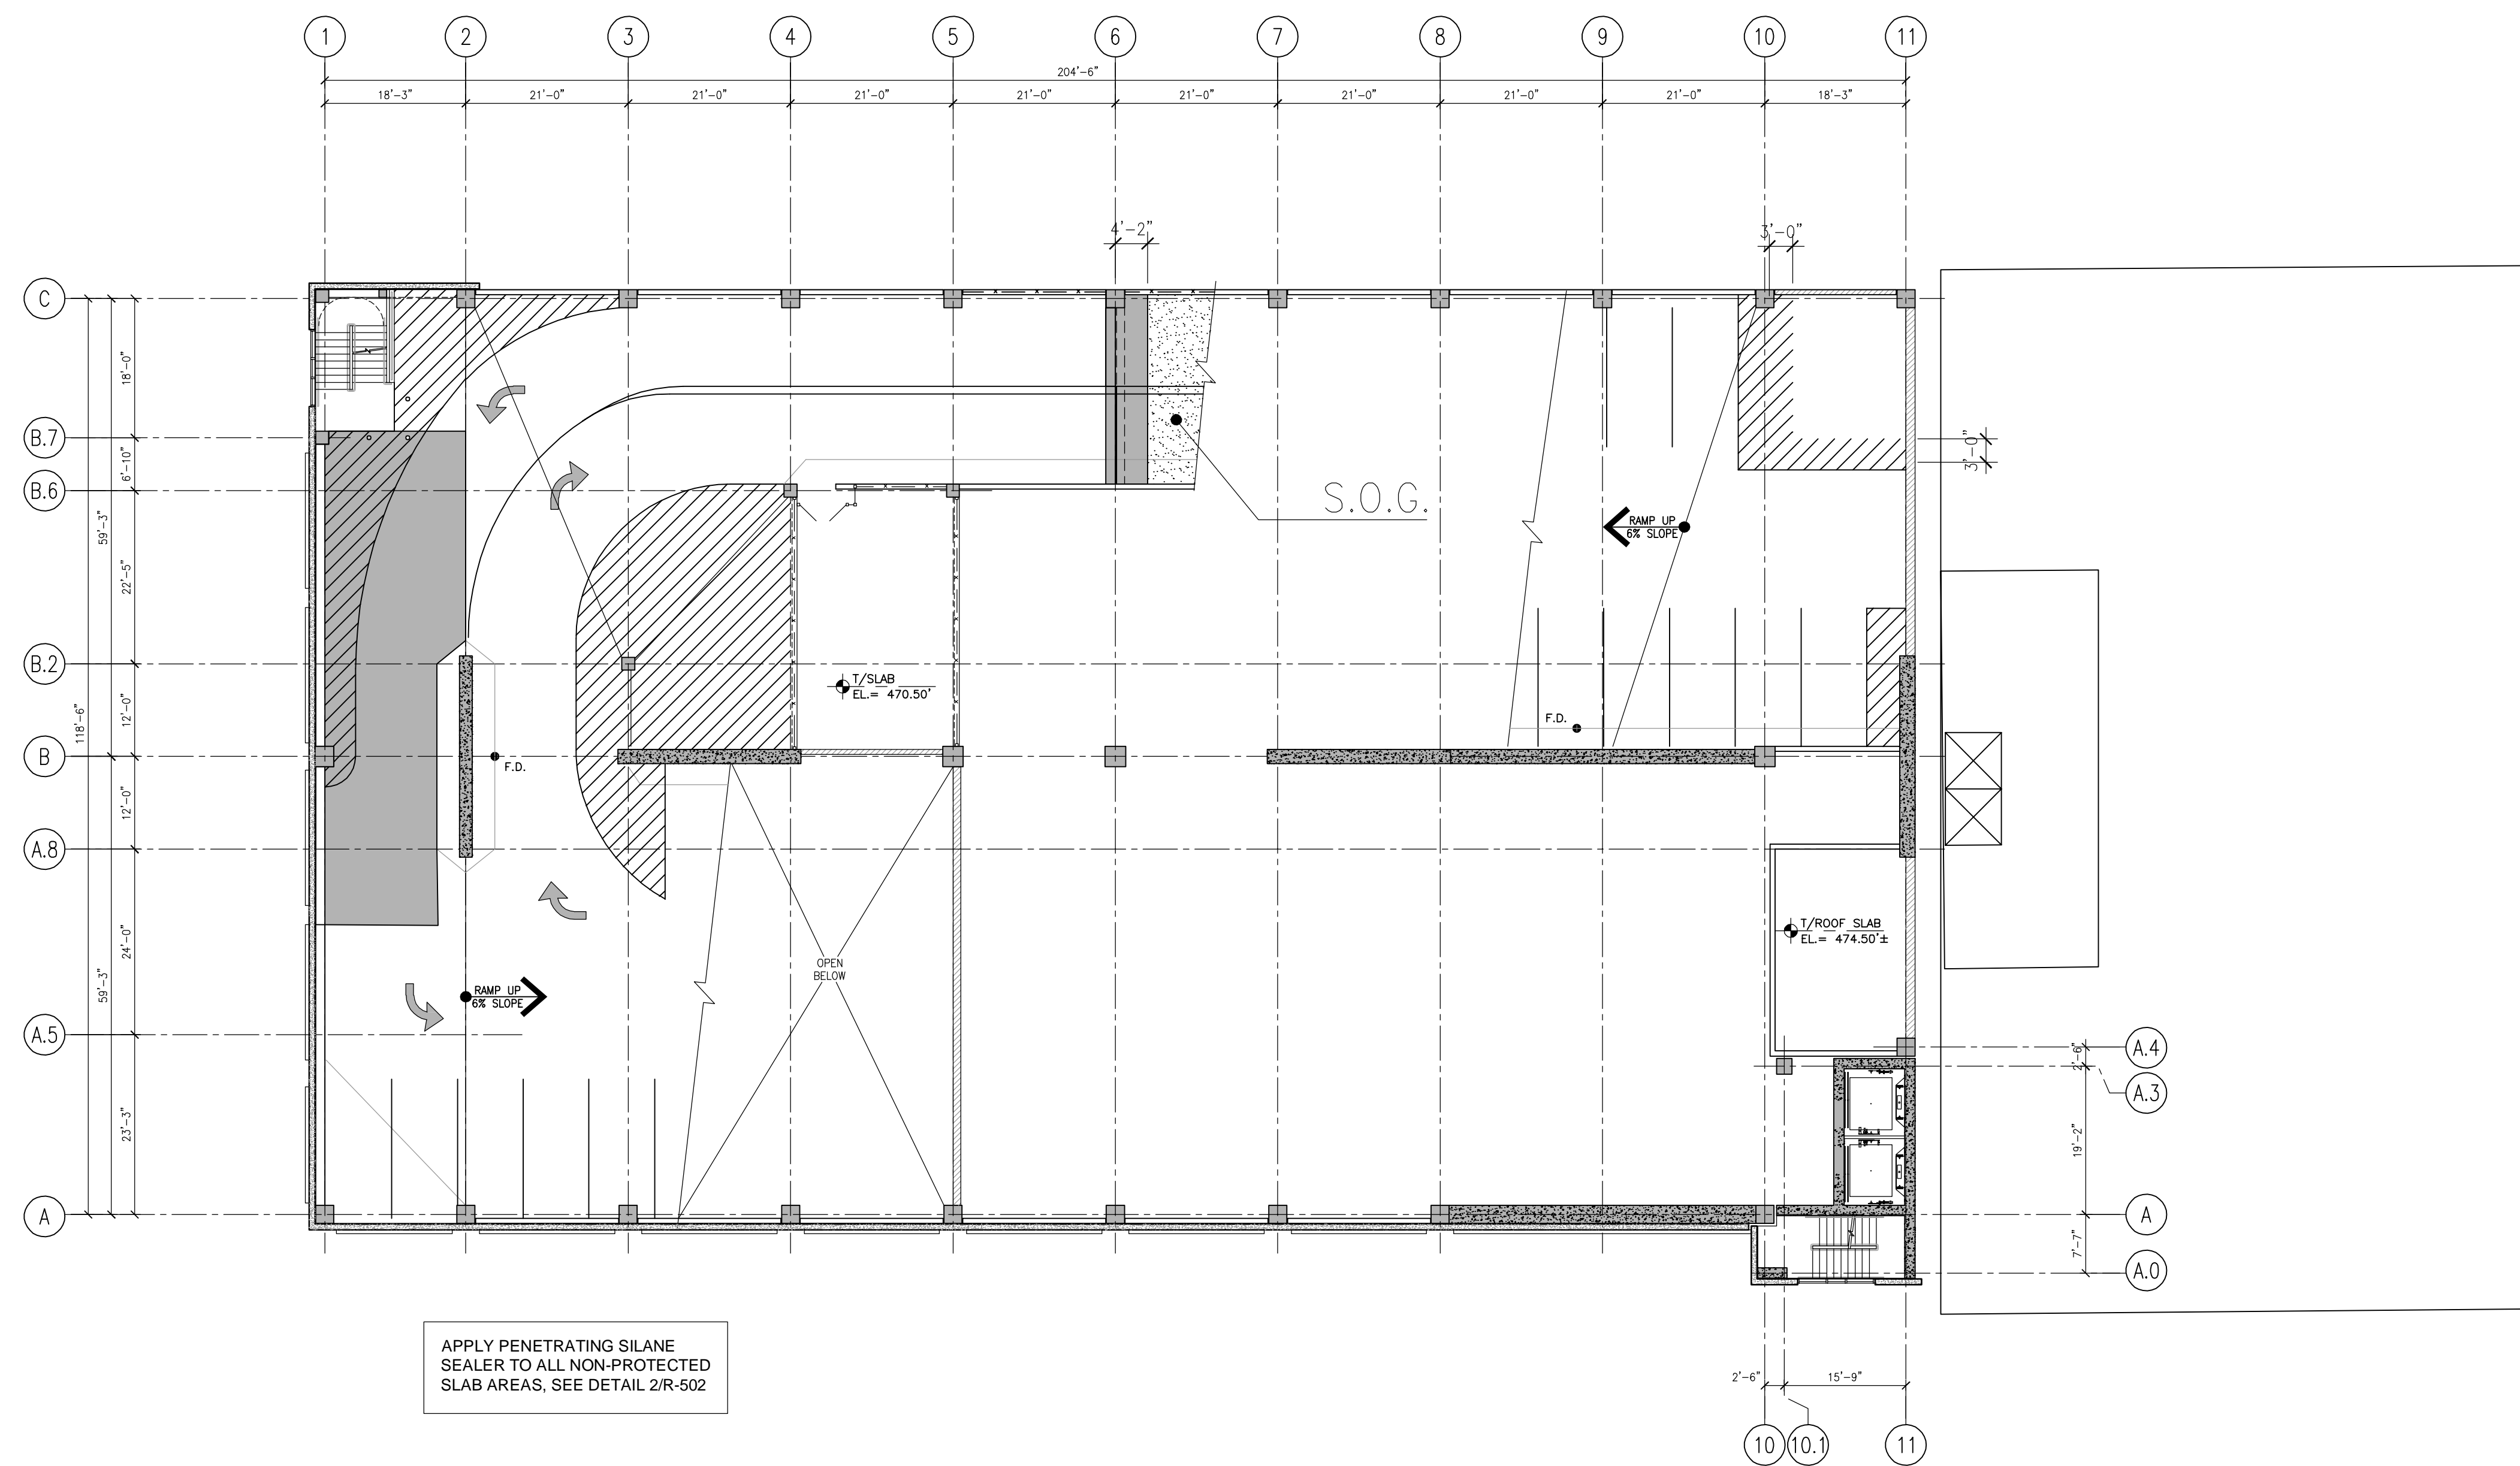 1 2 3 4 5 6 7 8 9 10 11
204'-6"
18'-3" 21'-0" 21'-0" 21'-0" 21'-0" 21'-0" 21'-0" 21'-0" 21'-0" 18'-3"
4'-2"
3'-0"
C
18'-0"
B.7
3'-0"
6'-10"
B.6
S.O.G.
59'-3"
RAMP UP
6% SLOPE
22'-5"
B.2
T/SLAB
EL.= 470.50'
12'-0"
118'-6"
F.D.
B
F.D.
12'-0"
A.8
24'-0"
T/ROOF SLAB
EL.= 474.50'±
OPEN
BELOW
59'-3"
RAMP UP
6% SLOPE
A.5
A.4
2'-6"
A.3
23'-3"
19'-2"
A
A
7'-7"
A.0
APPLY PENETRATING SILANE
SEALER TO ALL NON-PROTECTED
SLAB AREAS, SEE DETAIL 2/R-502
2'-6" 15'-9"
10 10.1 11